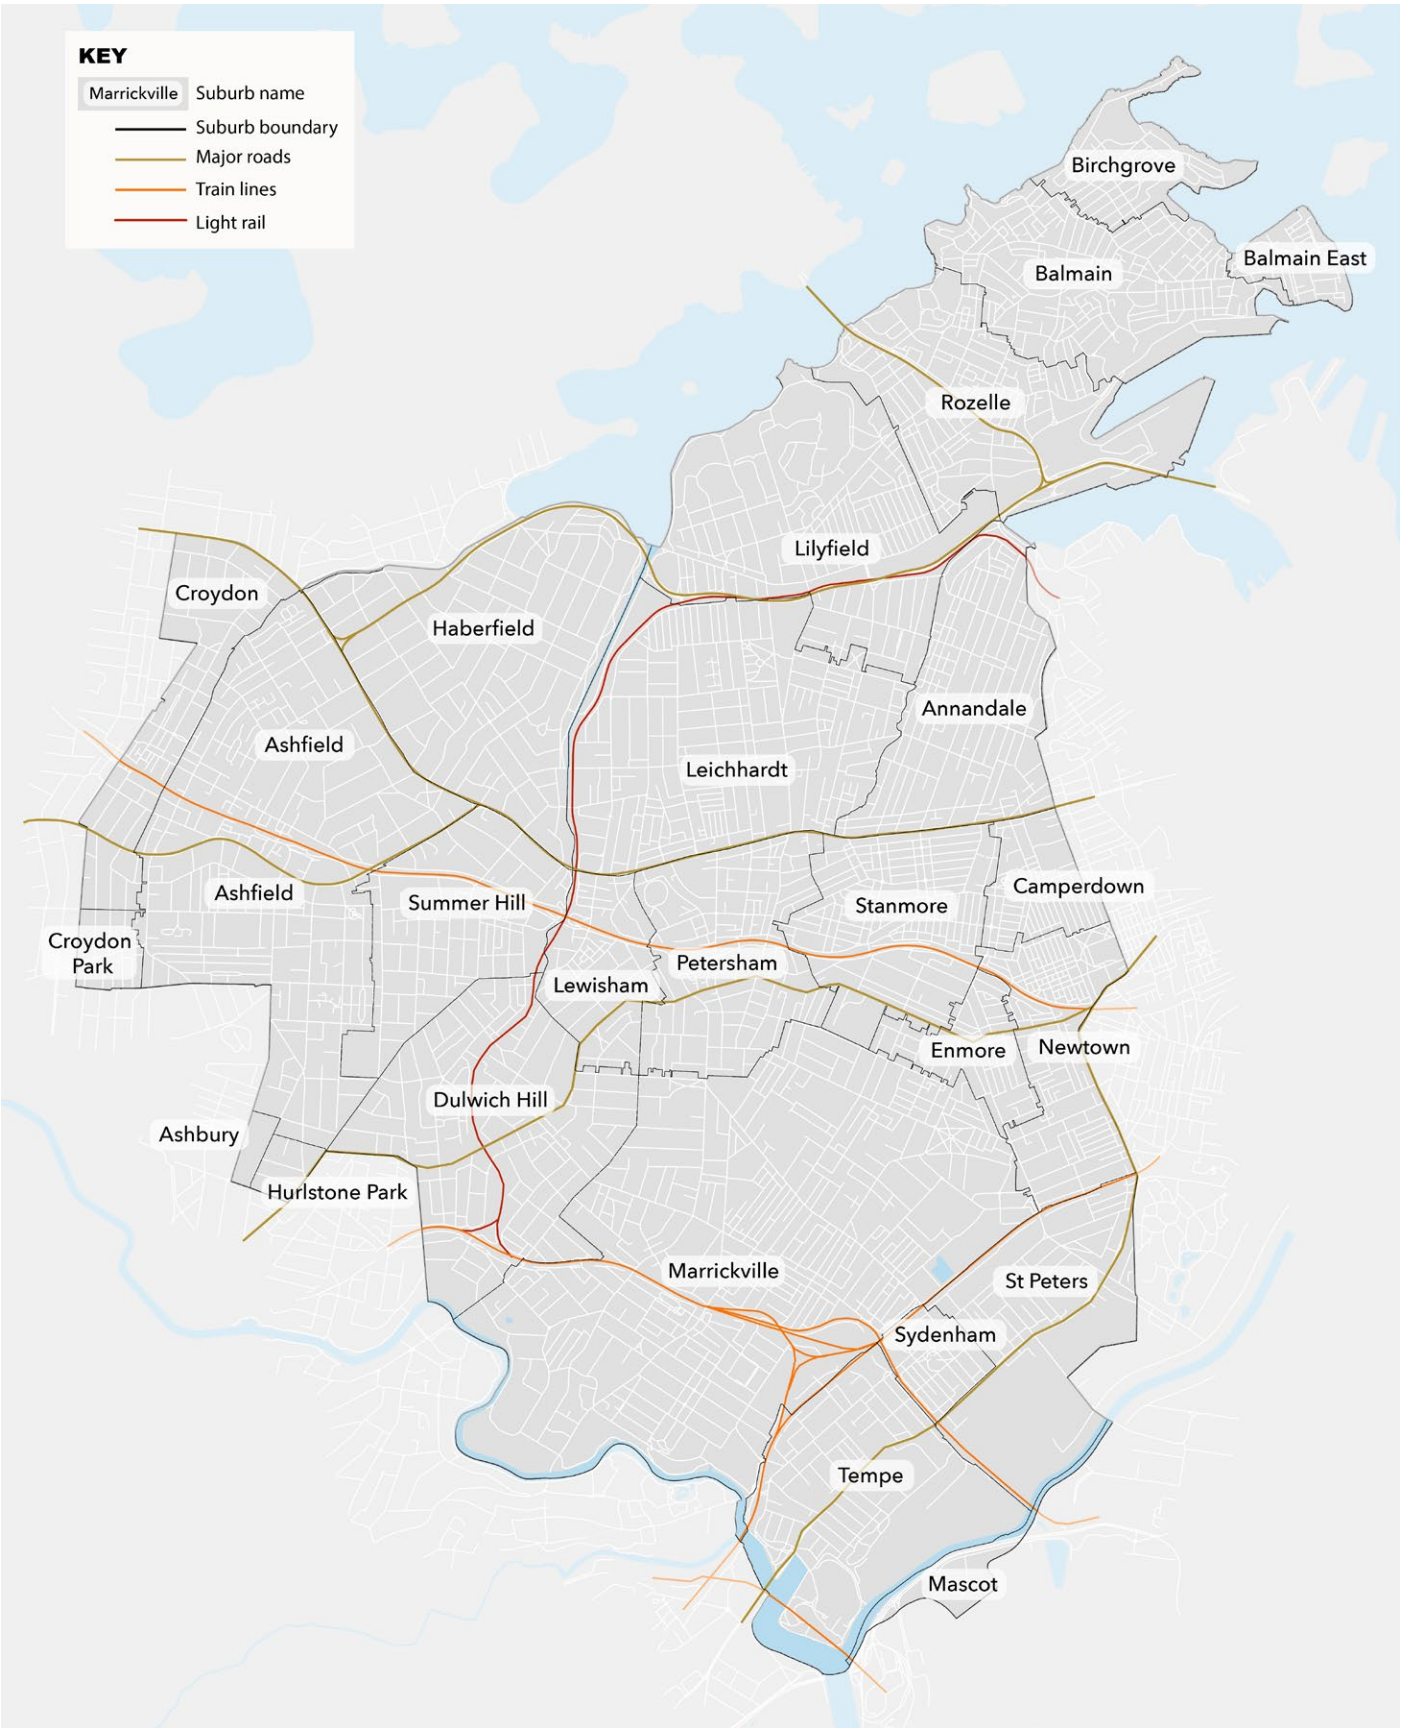 KEY
Marrickville Suburb name
Suburb boundary
Major roads
Train lines
Light rail
Birchgrove
Balmain East
Balmain
Rozelle
Lilyfield
Croydon
Haberfield
Annandale
Ashfield
Leichhardt
Camperdown
Ashfield
Summer Hill
Stanmore
Croydon
Park
Petersham
Lewisham
Enmore
Newtown
Dulwich Hill
Ashbury
Hurlstone Park
Marrickville
St Peters
Sydenham
Tempe
Mascot